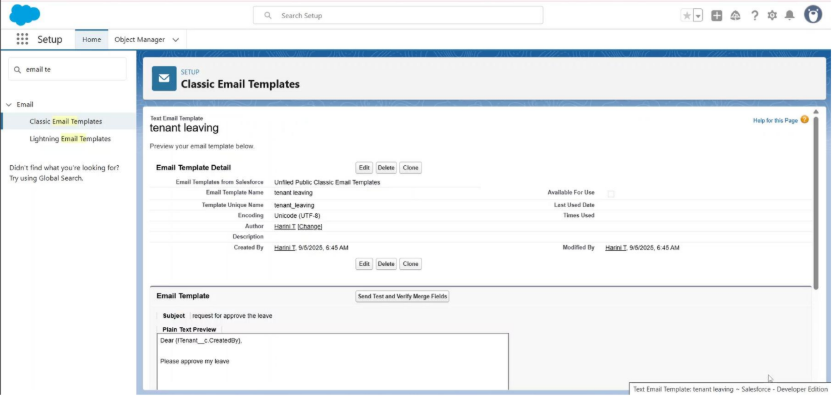 Search Setup
Setup
Home
Object Manager
email te
Email
Classic Email Templates
Lightning Email Templates
Didn't find what you're looking for?
Try using Global Search.
SETUP
Classic Email Templates
Text Email Template
tenant leaving
Help for this Page
Preview your email template below.
Email Template Detail
Edit Delete Clone
Email Templates from Salesforce Unfiled Public Classic Email Templates
Email Template Name tenant leaving Available For Use
Template Unique Name tenant_leaving Last Used Date
Encoding Unicode (UTF-8) Times Used
Author Harini T [Change]
Description
Created By Harini T, 9/5/2025, 6:45 AM Modified By Harini T, 9/5/2025, 6:45 AM
Edit Delete Clone
Email Template Send Test and Verify Merge Fields
Subject request for approve the leave
Plain Text Preview
Dear {!Tenant__c.CreatedBy},
Please approve my leave
Text Email Template: tenant leaving ~ Salesforce - Developer Edition